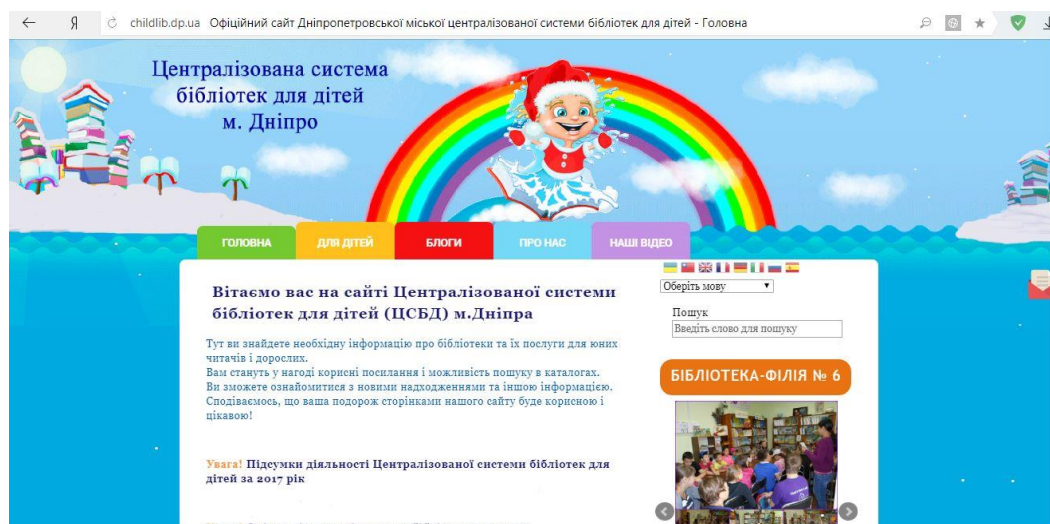 Я childlib.dp.ua Офіційний сайт Дніпропетровської міської централізованої системи бібліотек для дітей - Головна
Централізована система
бібліотек для дітей
м. Дніпро
ГОЛОВНА
ДЛЯ ДІТЕЙ
БЛОГИ
ПРО НАС
НАШІ ВІДЕО
Вітаємо вас на сайті Централізованої системи
бібліотек для дітей (ЦСБД) м.Дніпра
Тут ви знайдете необхідну інформацію про бібліотеки та їх послуги для юних
читачів і дорослих.
Вам стануть у нагоді корисні посилання і можливість пошуку в каталогах.
Ви зможете ознайомитися з новими надходженнями та іншою інформацією.
Сподіваємось, що ваша подорож сторінками нашого сайту буде корисною і
цікавою!
Увага! Підсумки діяльності Централізованої системи бібліотек для
дітей за 2017 рік
Оберіть мову
Пошук
Введіть слово для пошуку
БІБЛІОТЕКА-ФІЛІЯ № 6